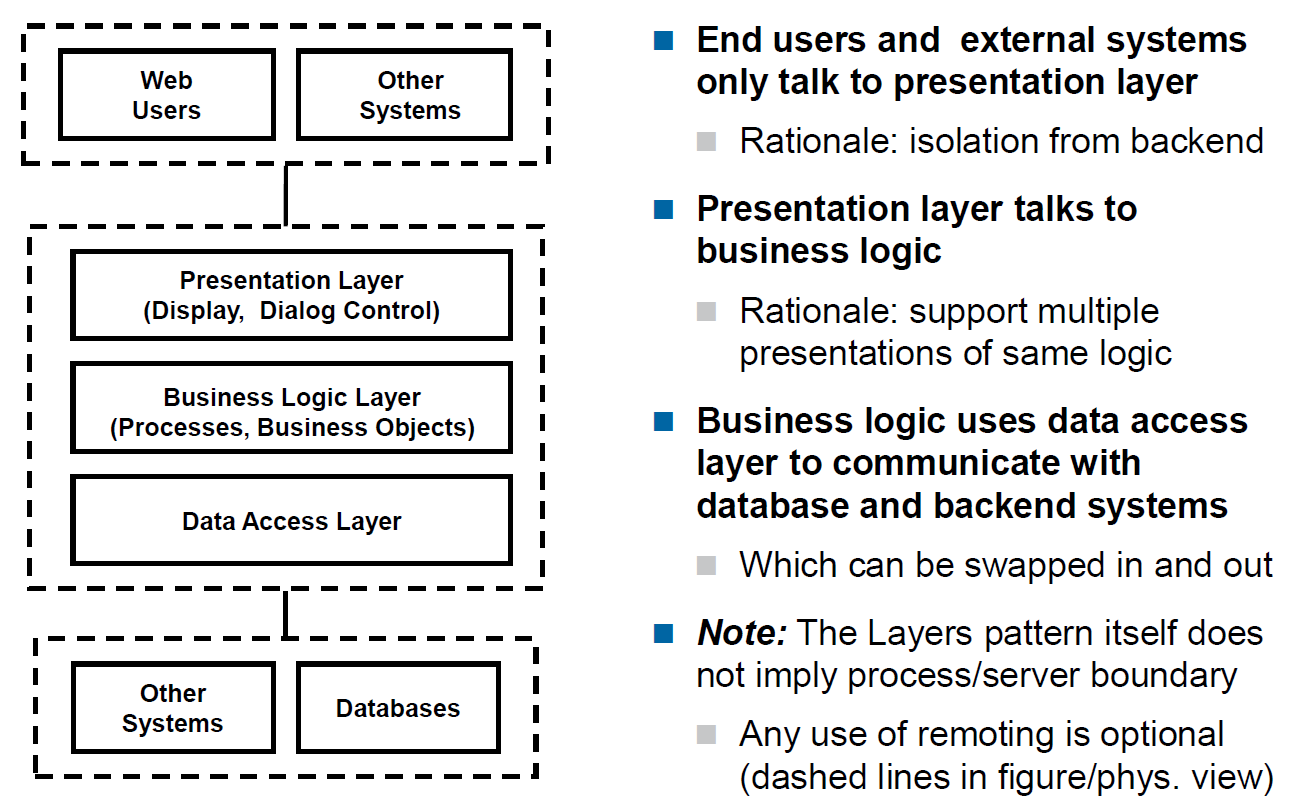 Web
Users
Other
Systems
Presentation Layer
(Display,  Dialog Control)
Business Logic Layer
(Processes, Business Objects)
Data Access Layer
Other
Systems
Databases
End users and  external systems
only talk to presentation layer
Rationale: isolation from backend
Presentation layer talks to
business logic
Rationale: support multiple
presentations of same logic
Business logic uses data access
layer to communicate with
database and backend systems
Which can be swapped in and out
Note: The Layers pattern itself does
not imply process/server boundary
Any use of remoting is optional
(dashed lines in figure/phys. view)